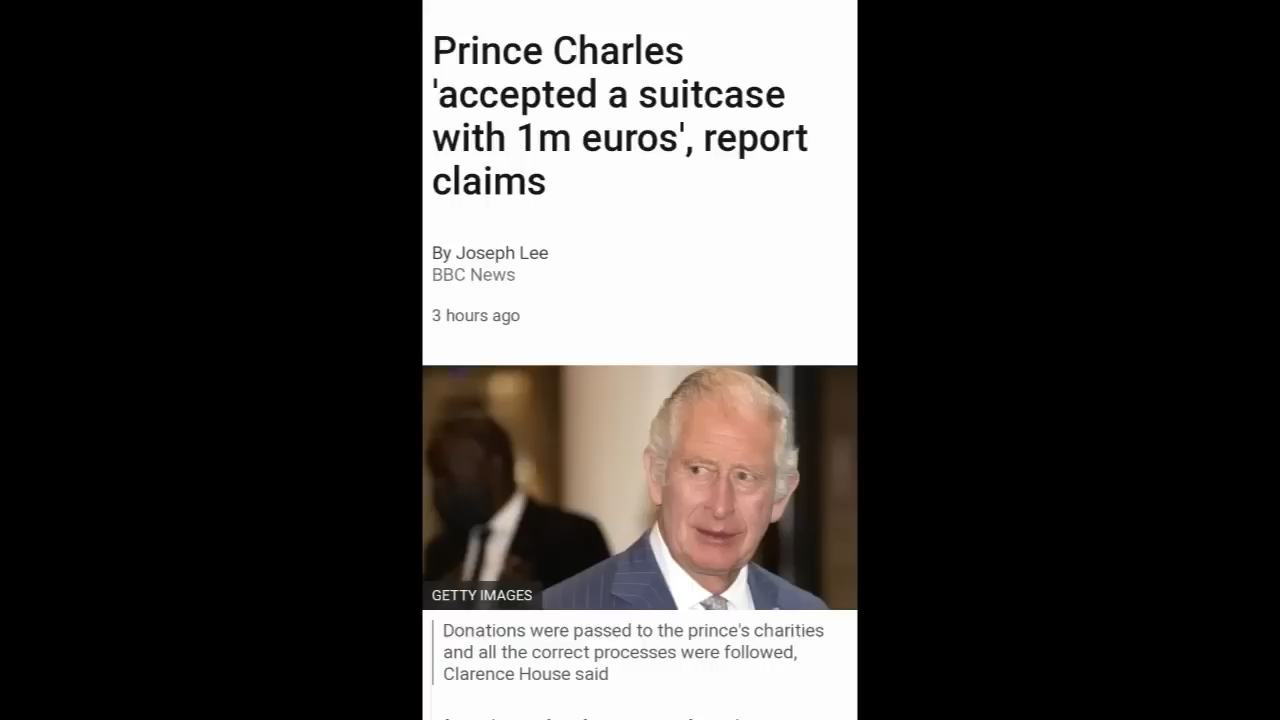 Prince Charles
'accepted a suitcase
with 1m euros', report
claims
By Joseph Lee
BBC News
3 hours ago
GETTY IMAGES
Donations were passed to the prince's charities
and all the correct processes were followed,
Clarence House said